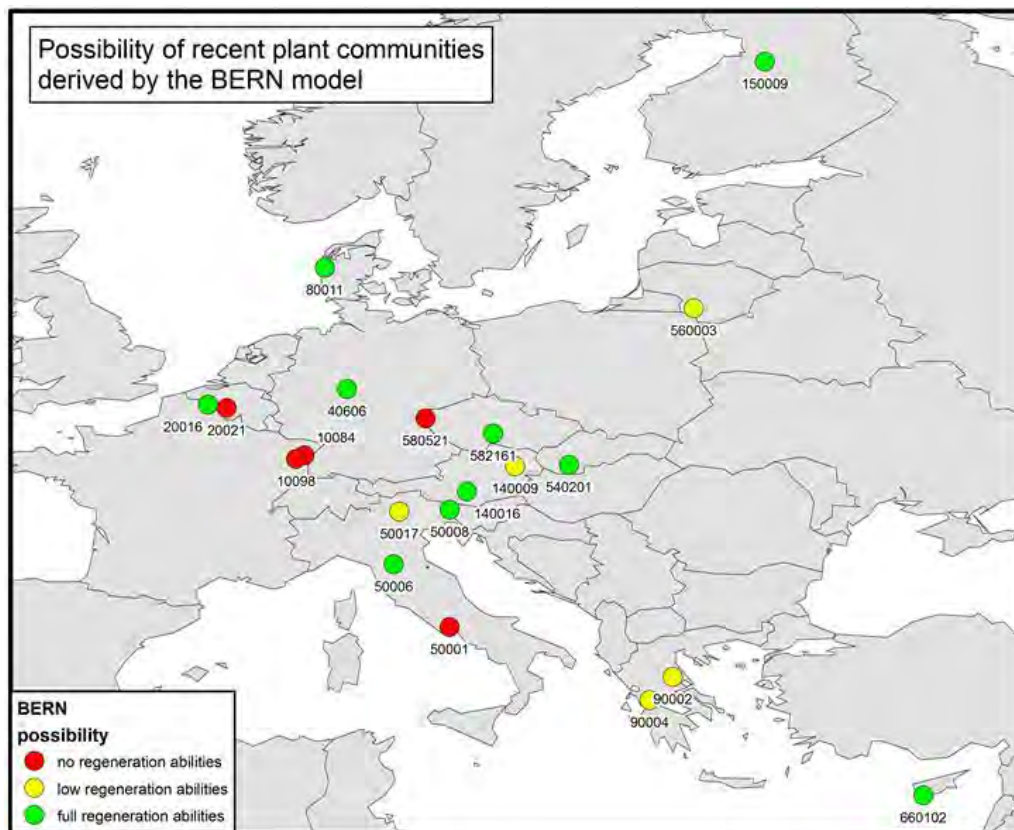 Possibility of recent plant communities
derived by the BERN model
150009
80011
560003
40606
20016
20021
10084
580521
582161
10098
140009
540201
140016
50017
50008
50006
50001
90002
90004
660102
BERN
possibility
no regeneration abilities
low regeneration abilities
full regeneration abilities